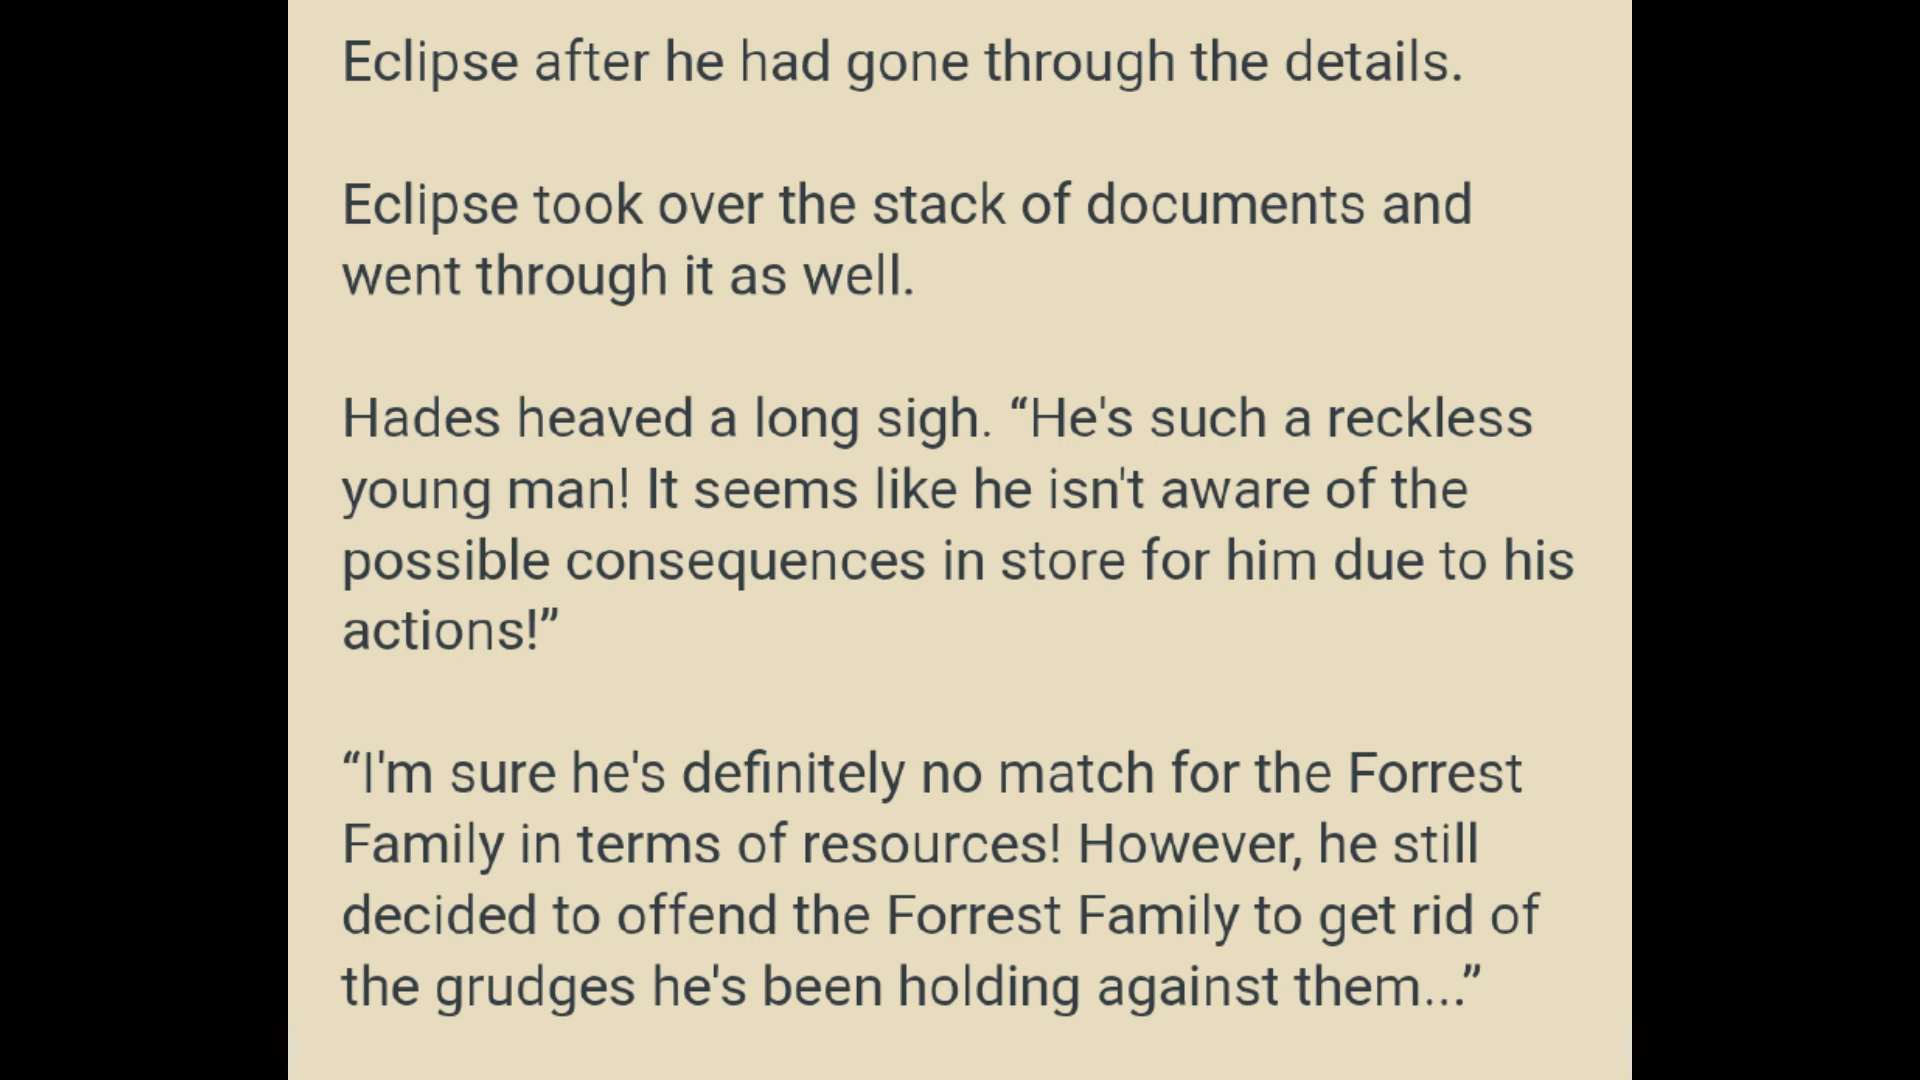 Eclipse after he had gone through the details.
Eclipse took over the stack of documents and
went through it as well.
Hades heaved a long sigh. “He's such a reckless
young man! It seems like he isn't aware of the
possible consequences in store for him due to his
actions!”
“I'm sure he's definitely no match for the Forrest
Family in terms of resources! However, he still
decided to offend the Forrest Family to get rid of
the grudges he's been holding against them...”